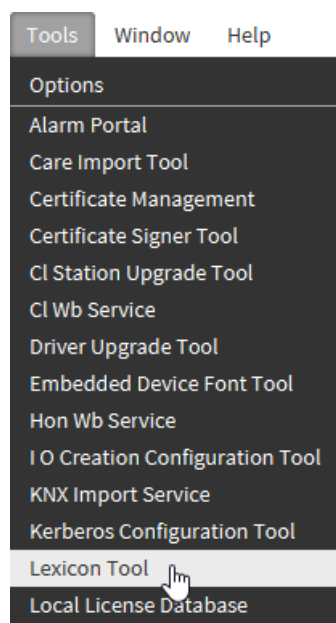 Tools Window Help
Options
Alarm Portal
Care Import Tool
Certificate Management
Certificate Signer Tool
Cl Station Upgrade Tool
Cl Wb Service
Driver Upgrade Tool
Embedded Device Font Tool
Hon Wb Service
I O Creation Configuration Tool
KNX Import Service
Kerberos Configuration Tool
Lexicon Tool
Local License Database